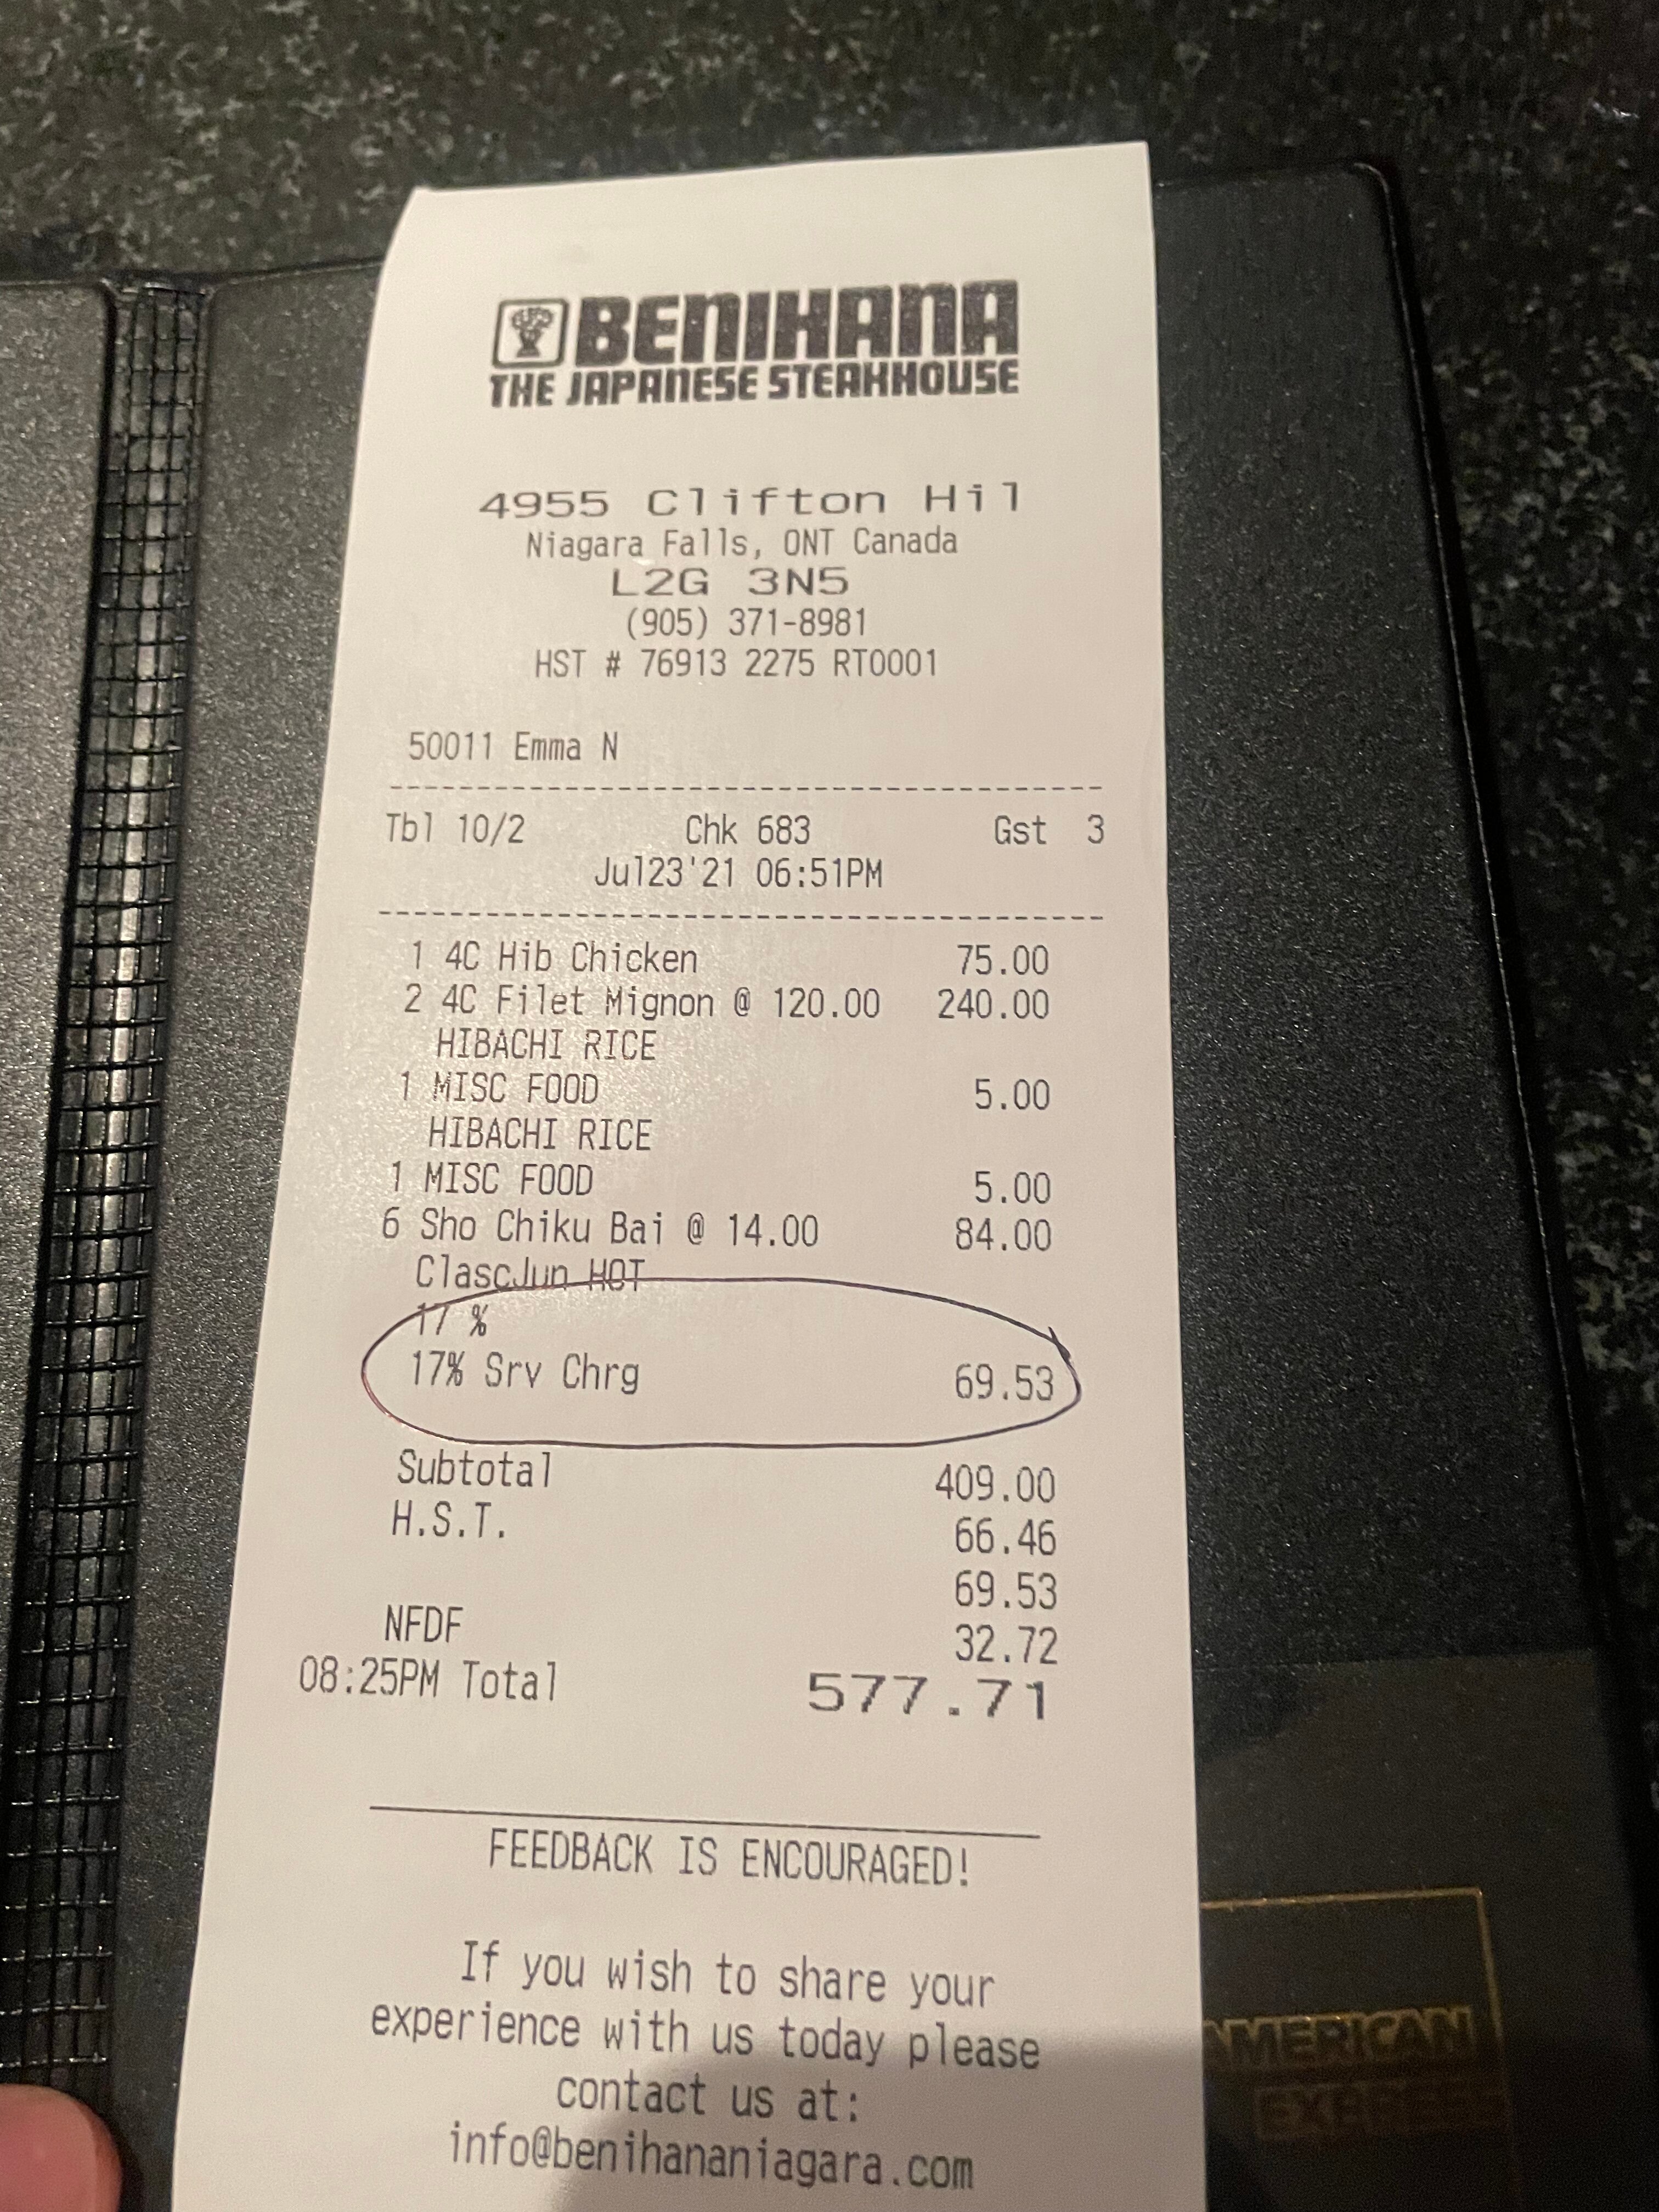 BENIHANA
THE JAPANESE STEAKHOUSE
4955 Clifton Hil
Niagara Falls, ONT Canada
L2G 3N5
(905) 371-8981
HST # 76913 2275 RT0001
50011 Emma N
Tbl 10/2 Chk 683 Gst 3
Jul23'21 06:51PM
1 4C Hib Chicken 75.00
2 4C Filet Mignon @ 120.00 240.00
HIBACHI RICE
1 MISC FOOD 5.00
HIBACHI RICE
1 MISC FOOD 5.00
6 Sho Chiku Bai @ 14.00 84.00
ClascJun HOT
17 %
17% Srv Chrg 69.53
Subtotal 409.00
H.S.T. 66.46
69.53
NFDF 32.72
08:25PM Total 577.71
FEEDBACK IS ENCOURAGED!
If you wish to share your
experience with us today please
contact us at:
info@benihananiagara.com
AMERICAN
EXPRESS